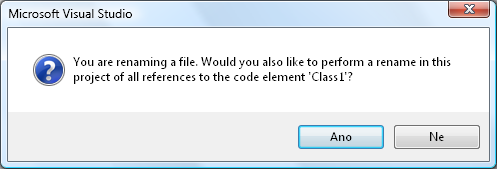 Microsoft Visual Studio
You are renaming a file. Would you also like to perform a rename in this
project of all references to the code element 'Class1'?
Ano
Ne